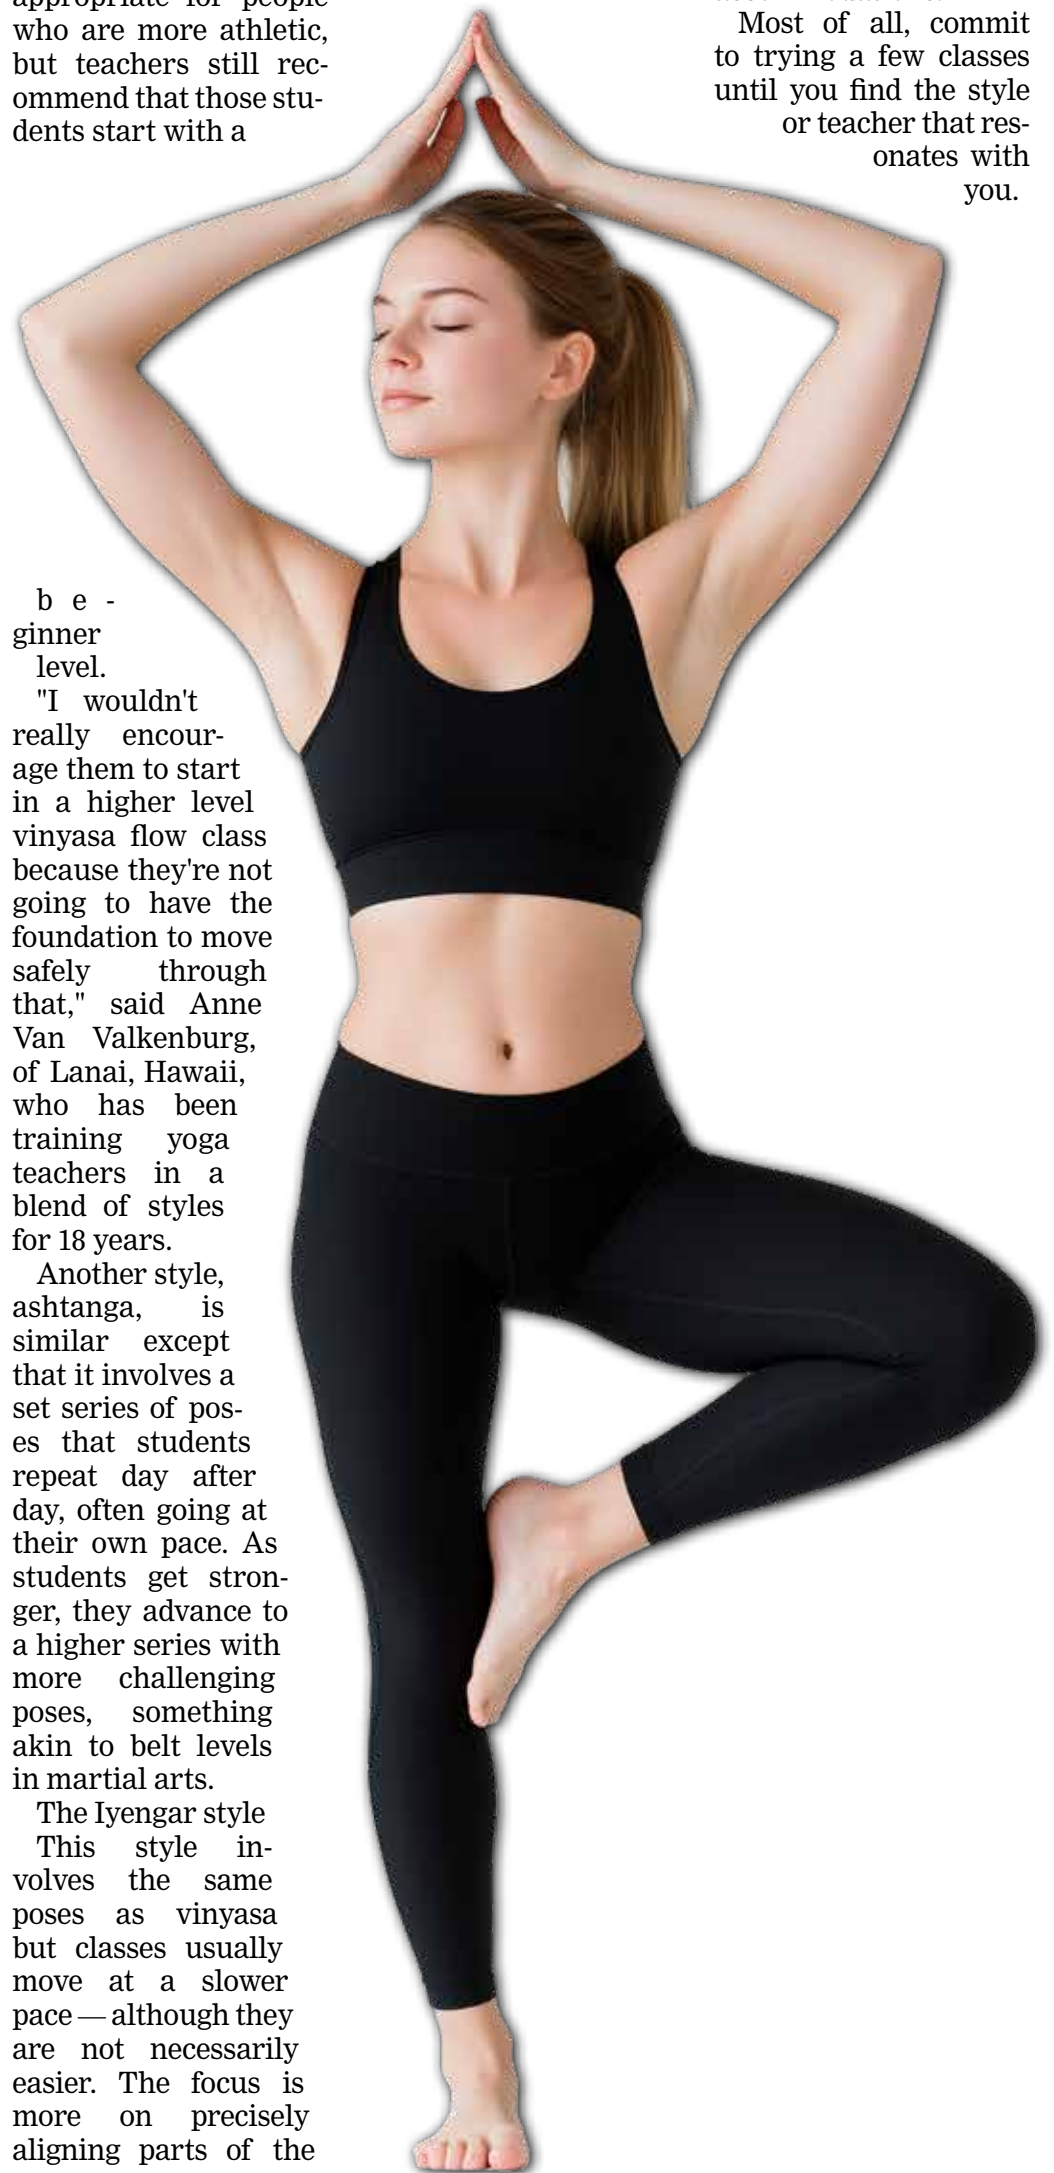 appropriate for people
who are more athletic,
but teachers still rec-
ommend that those stu-
dents start with a
b e -
ginner
level.
"I wouldn't
really encour-
age them to start
in a higher level
vinyasa flow class
because they're not
going to have the
foundation to move
safely through
that," said Anne
Van Valkenburg,
of Lanai, Hawaii,
who has been
training yoga
teachers in a
blend of styles
for 18 years.
Another style,
ashtanga, is
similar except
that it involves a
set series of pos-
es that students
repeat day after
day, often going at
their own pace. As
students get stron-
ger, they advance to
a higher series with
more challenging
poses, something
akin to belt levels
in martial arts.
The Iyengar style
This style in-
volves the same
poses as vinyasa
but classes usually
move at a slower
pace — although they
are not necessarily
easier. The focus is
more on precisely
aligning parts of the
Most of all, commit
to trying a few classes
until you find the style
or teacher that res-
onates with
you.